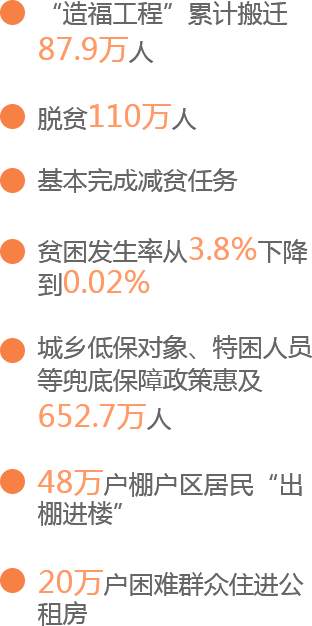 “造福工程”累计搬迁
87.9万人
脱贫110万人
基本完成减贫任务
贫困发生率从3.8%下降
到0.02%
城乡低保对象、特困人员
等兜底保障政策惠及
652.7万人
48万户棚户区居民“出
棚进楼”
20万户困难群众住进公
租房